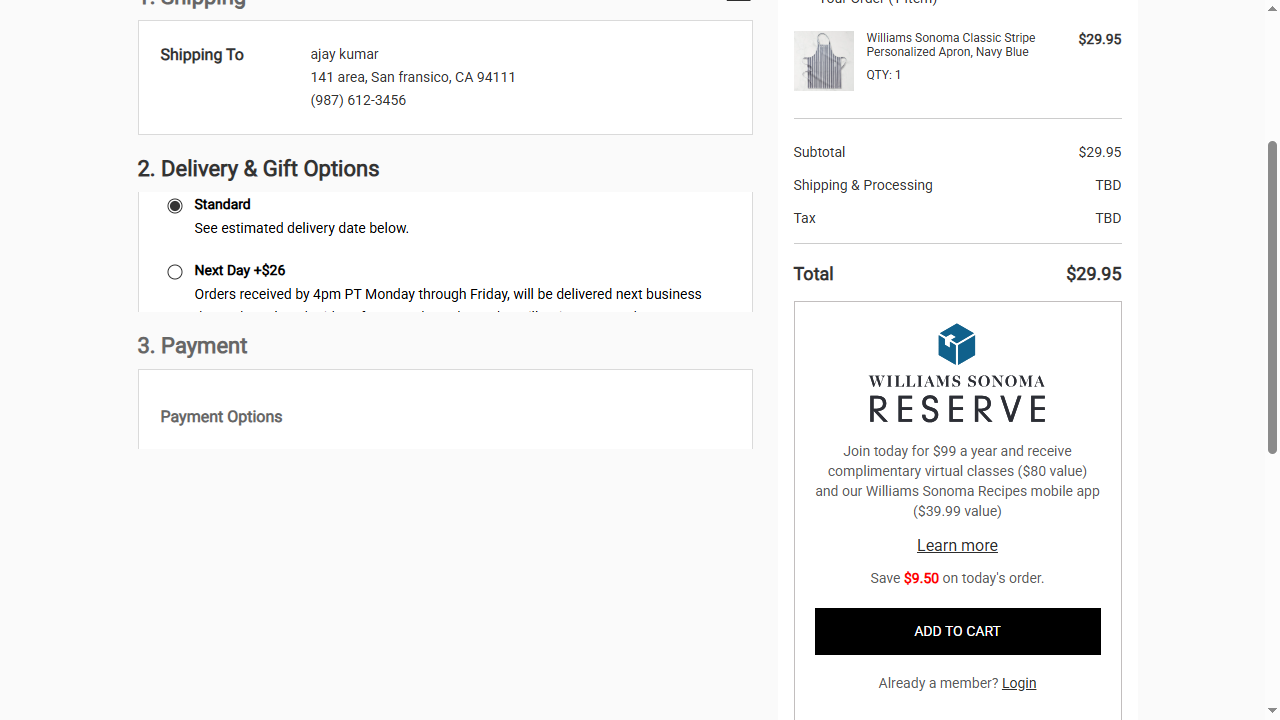 1. Shipping
Shipping To
ajay kumar
141 area, San fransico, CA 94111
(987) 612-3456
2. Delivery & Gift Options
Standard
See estimated delivery date below.
Next Day +$26
Orders received by 4pm PT Monday through Friday, will be delivered next business
3. Payment
Payment Options
Your Order (1 item)
Williams Sonoma Classic Stripe
Personalized Apron, Navy Blue
$29.95
QTY: 1
Subtotal $29.95
Shipping & Processing TBD
Tax TBD
Total $29.95
WILLIAMS SONOMA
RESERVE
Join today for $99 a year and receive
complimentary virtual classes ($80 value)
and our Williams Sonoma Recipes mobile app
($39.99 value)
Learn more
Save $9.50 on today's order.
ADD TO CART
Already a member? Login